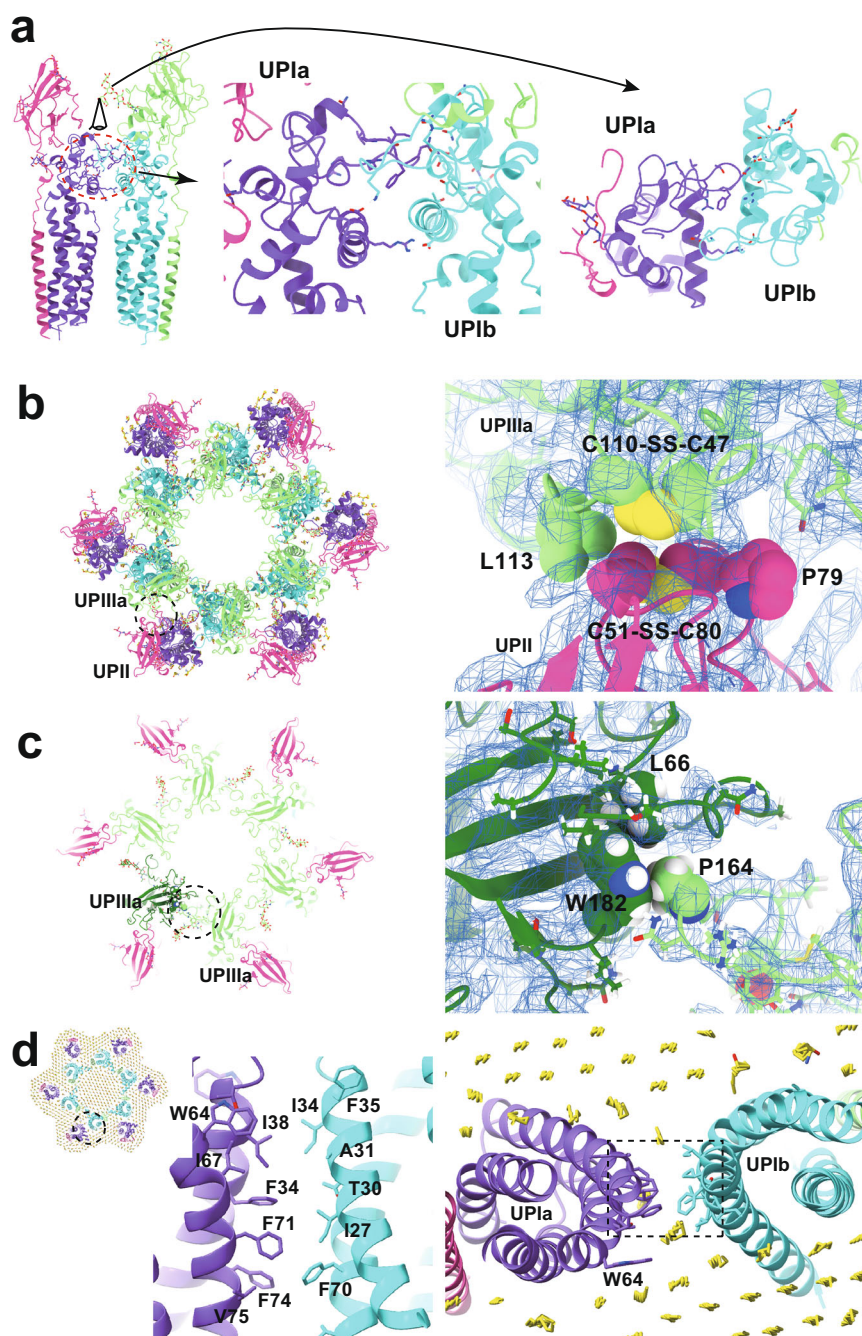 a
UPIa
UPIb
UPIa
UPIb
b
UPIIIa
UPII
UPIIIa
C110-SS-C47
L113
P79
C51-SS-C80
UPII
c
UPIIIa
UPIIIa
L66
P164
W182
d
W64
I38
I67
F34
F71
F74
V75
I34
F35
A31
T30
I27
F70
UPIa
UPIb
W64